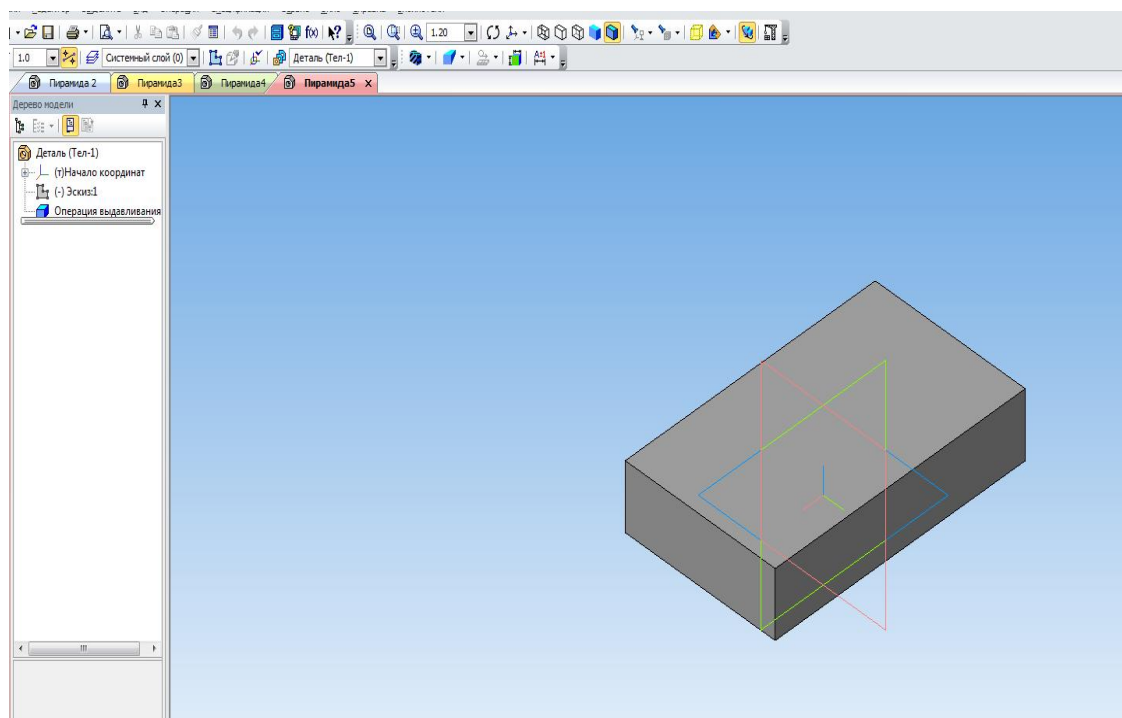 1.20
1.0 Системный слой (0) Деталь (Тел-1)
Пирамида 2 Пирамида3 Пирамида4 Пирамида5 X
Дерево модели
Деталь (Тел-1)
(т)Начало координат
(-) Эскиз:1
Операция выдавливания